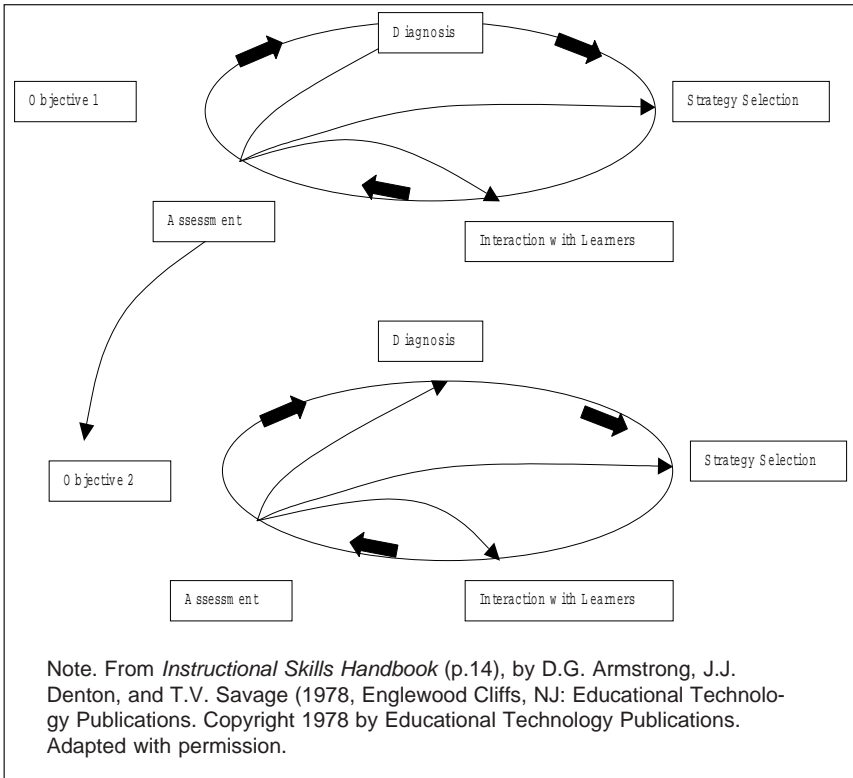 Diagnosis
Objective 1
Strategy Selection
Assessment
Interaction with Learners
Diagnosis
Objective 2
Strategy Selection
Assessment
Interaction with Learners
Note. From Instructional Skills Handbook (p.14), by D.G. Armstrong, J.J.
Denton, and T.V. Savage (1978, Englewood Cliffs, NJ: Educational Technolo-
gy Publications. Copyright 1978 by Educational Technology Publications.
Adapted with permission.